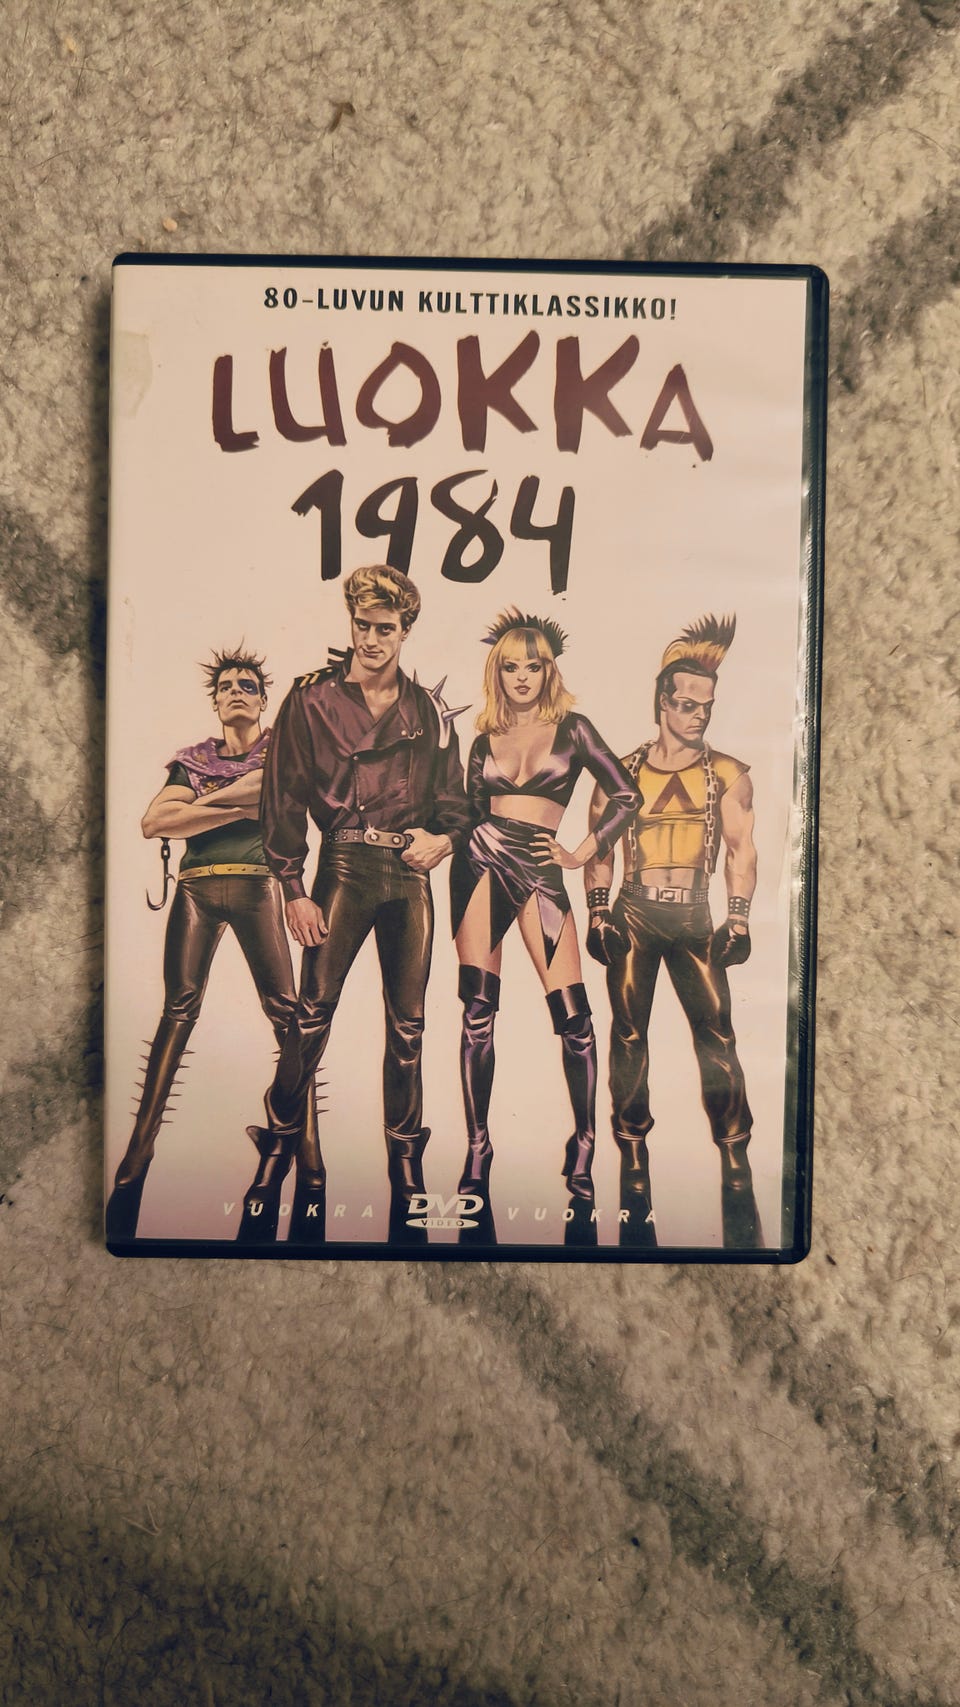 80-LUVUN KULTTIKLASSIKKO!
LUOKKA
1984
VUOKRA DVD VUOKRA
VIDEO